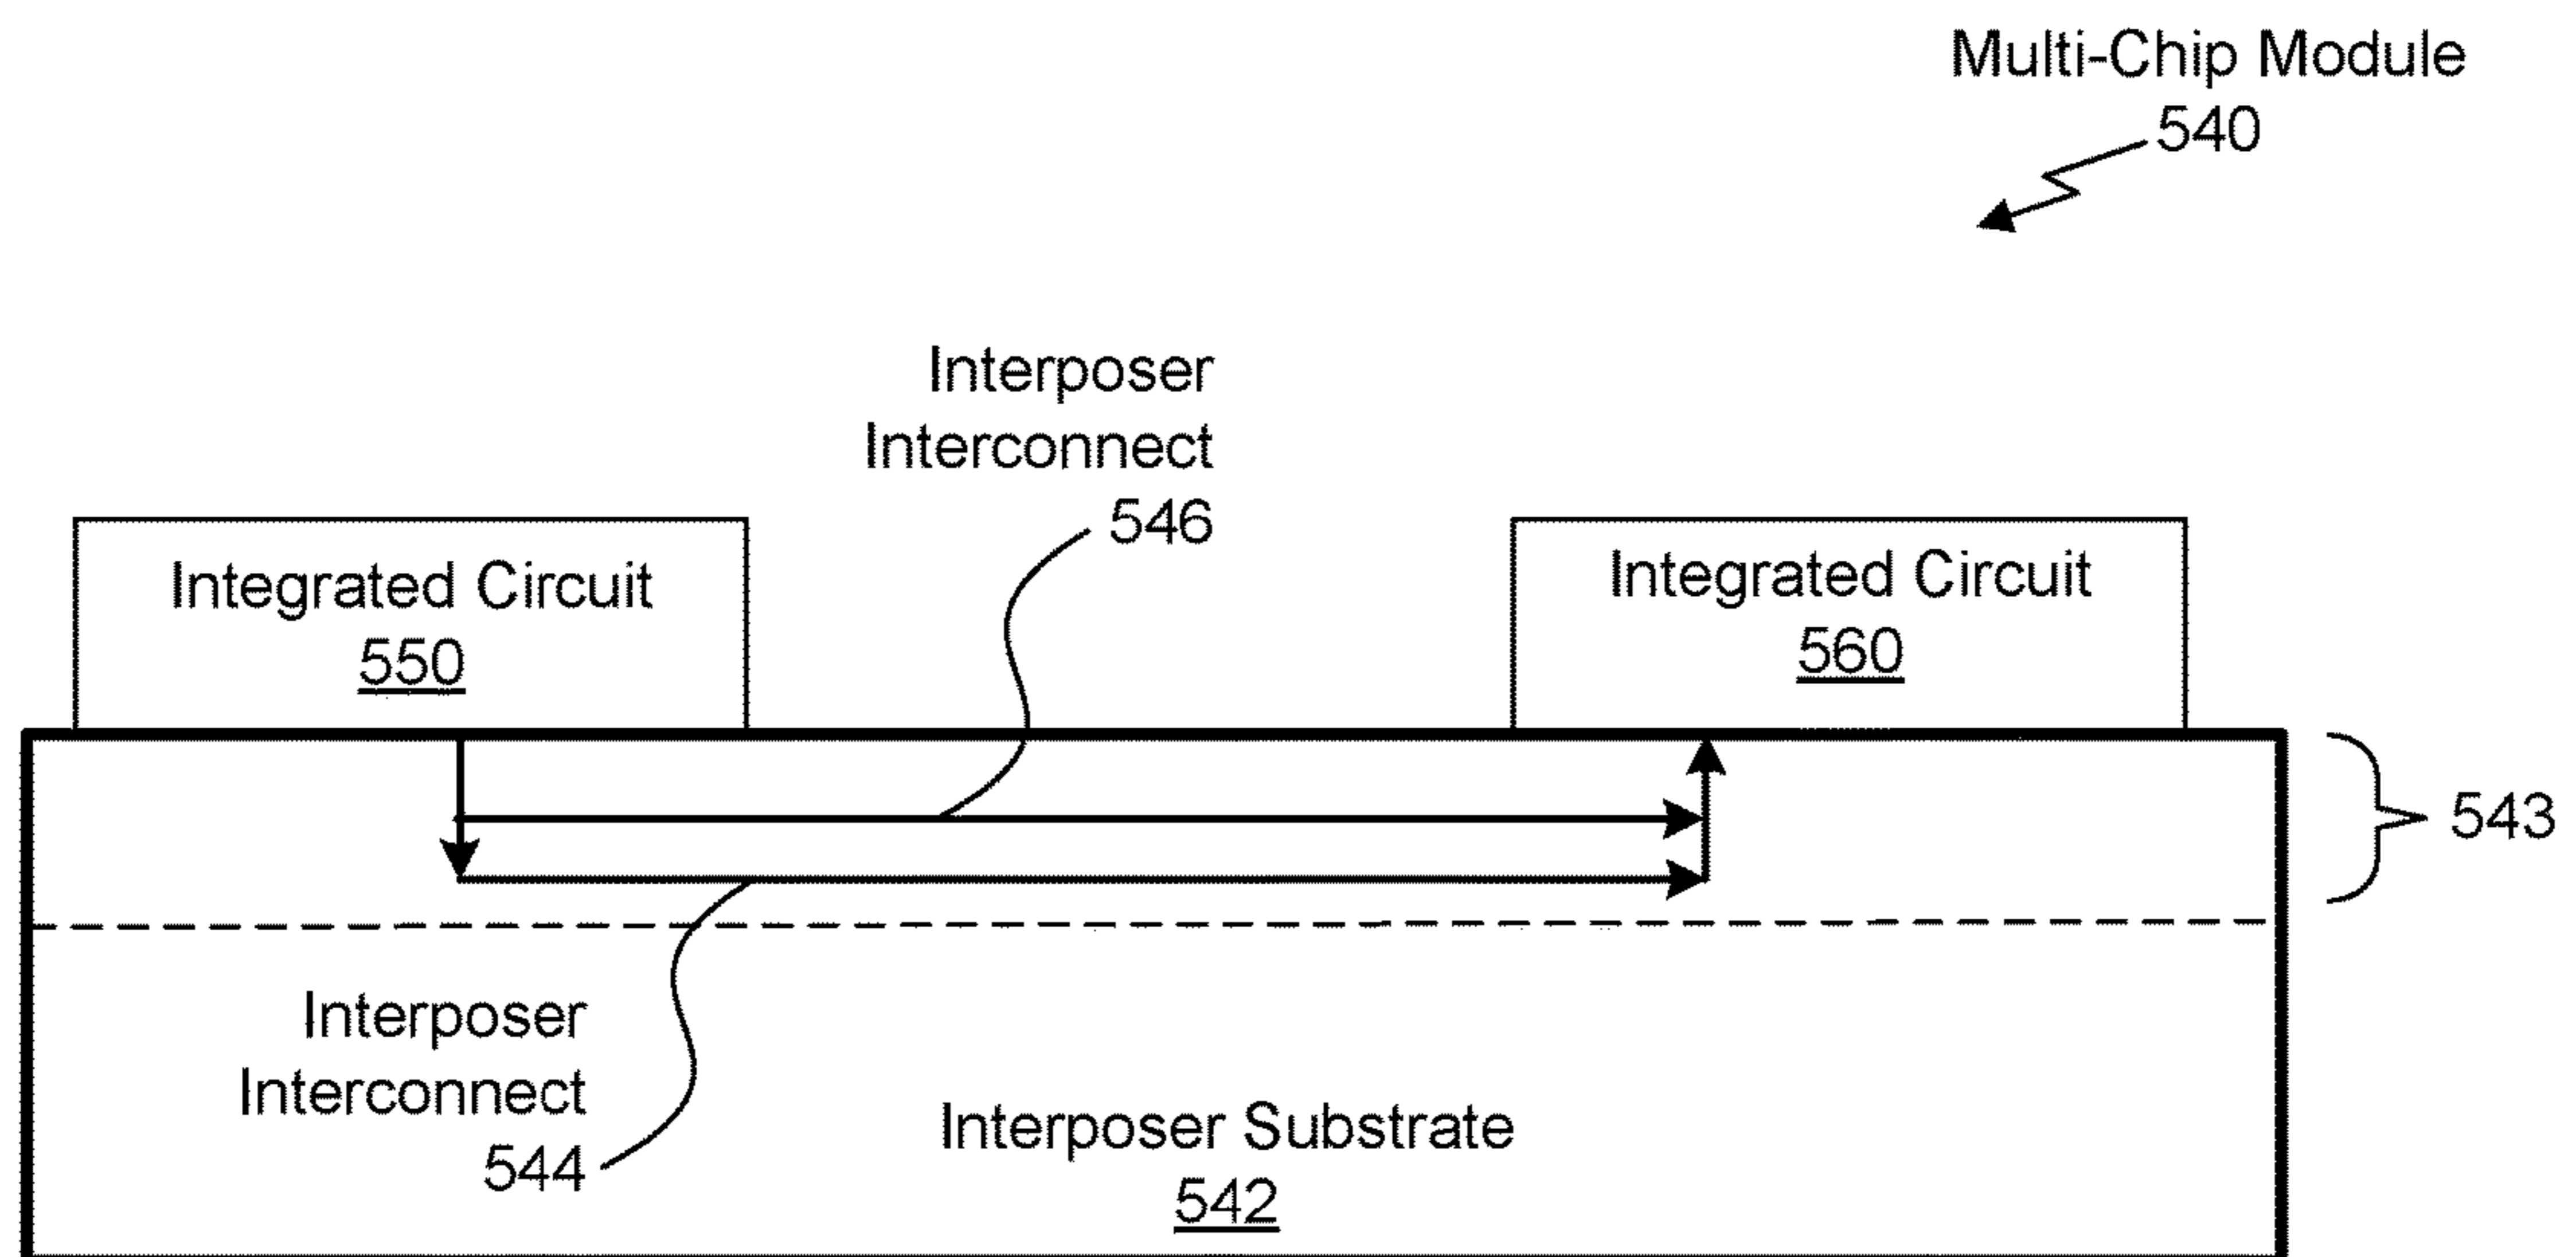 Multi-Chip Module
540
Interposer
Interconnect
546
Integrated Circuit
550
Integrated Circuit
560
543
Interposer
Interconnect
544
Interposer Substrate
542